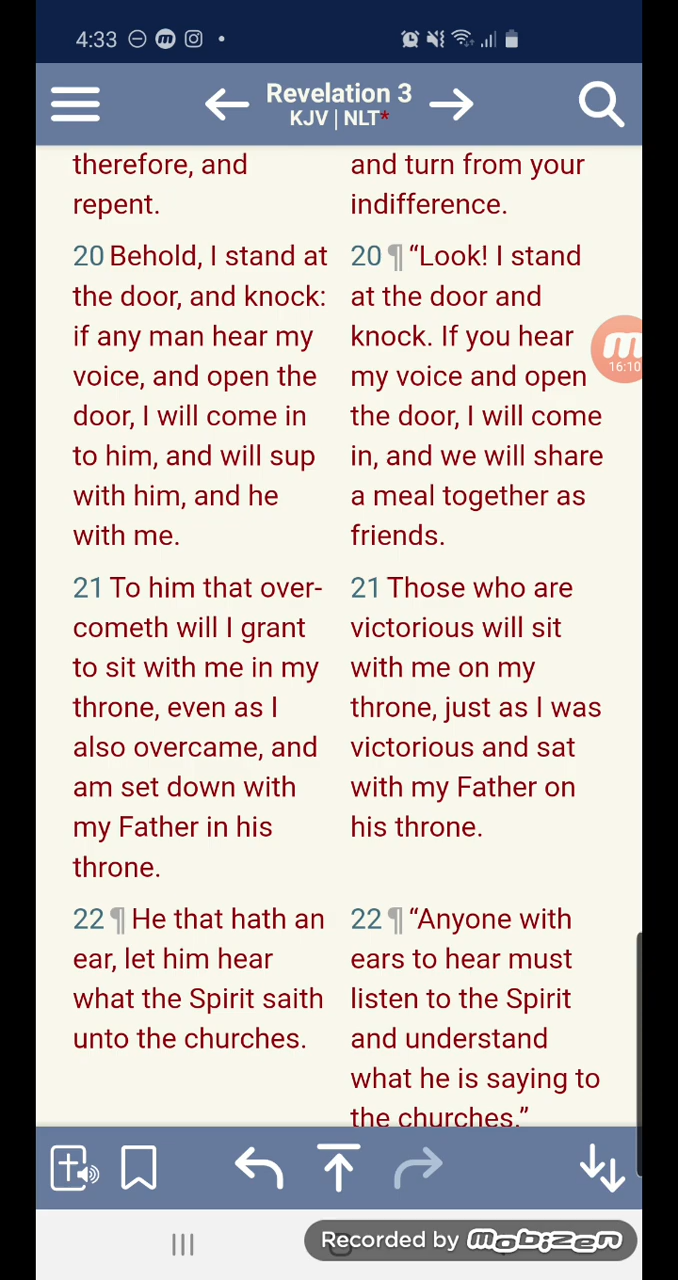 4:33
Revelation 3
KJV | NLT*
therefore, and
repent.
20 Behold, I stand at
the door, and knock:
if any man hear my
voice, and open the
door, I will come in
to him, and will sup
with him, and he
with me.
21 To him that over-
cometh will I grant
to sit with me in my
throne, even as I
also overcame, and
am set down with
my Father in his
throne.
22 ¶ He that hath an
ear, let him hear
what the Spirit saith
unto the churches.
and turn from your
indifference.
20 ¶ “Look! I stand
at the door and
knock. If you hear
my voice and open
the door, I will come
in, and we will share
a meal together as
friends.
21 Those who are
victorious will sit
with me on my
throne, just as I was
victorious and sat
with my Father on
his throne.
22 ¶ “Anyone with
ears to hear must
listen to the Spirit
and understand
what he is saying to
the churches.”
m
16:10
Recorded by mobizen